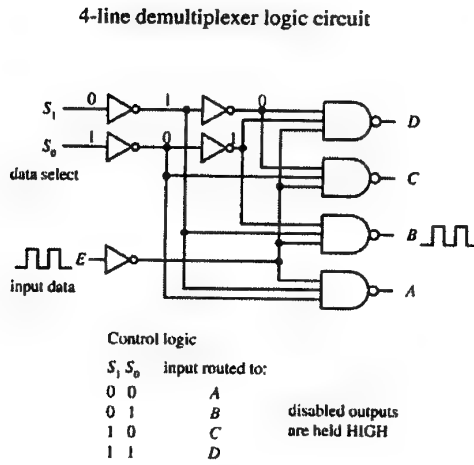 4-line demultiplexer logic circuit
S1 0 1 0
D
S0 1 0 1
data select
C
B
E
input data
A
Control logic
S1 S0 input routed to:
0 0 A
0 1 B disabled outputs
1 0 C are held HIGH
1 1 D